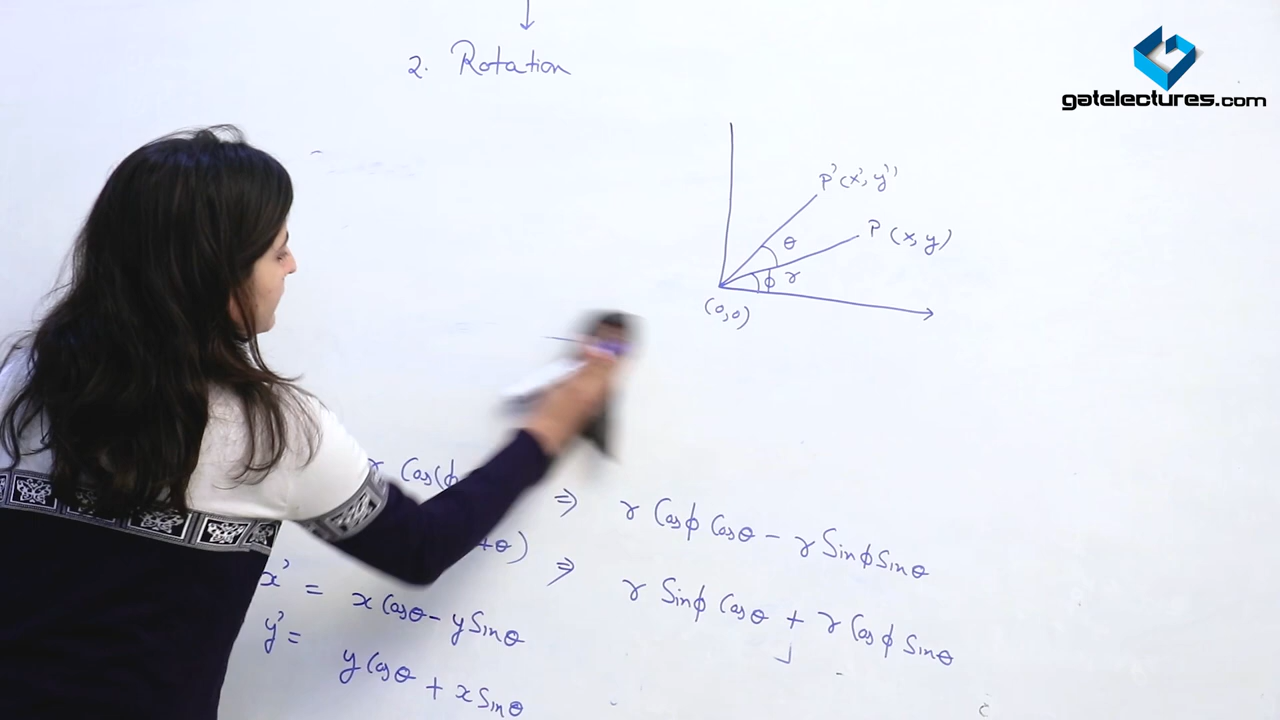 2. Rotation
gatelectures.com
P'(x', y')
θ
P (x, y)
ϕ r
(0,0)
r Cos(ϕ ⇒ r Cosϕ Cosθ - r Sinϕ Sinθ
+θ) ⇒ r Sinϕ Cosθ + r Cosϕ Sinθ
x' = x Cosθ - y Sinθ
y' = y Cosθ + x Sinθ